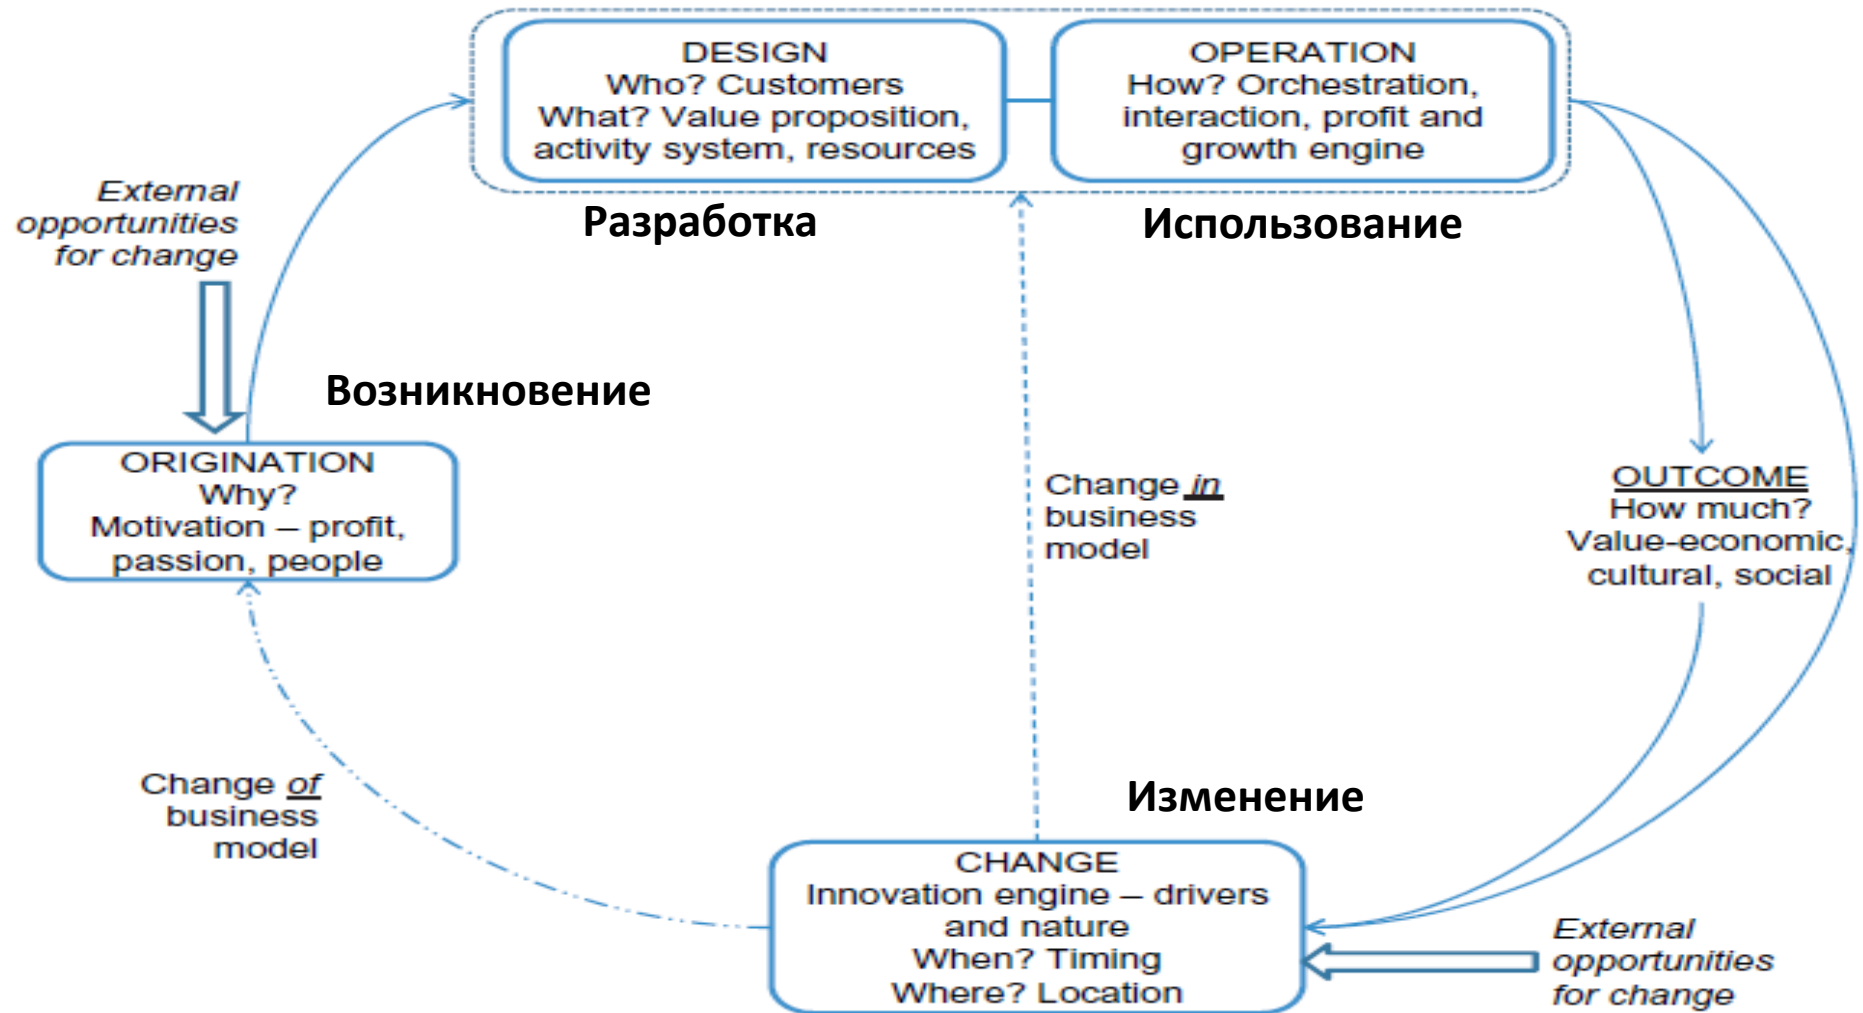 DESIGN
Who? Customers
What? Value proposition,
activity system, resources
OPERATION
How? Orchestration,
interaction, profit and
growth engine
External
opportunities
for change
Разработка
Использование
Возникновение
ORIGINATION
Why?
Motivation – profit,
passion, people
Change in
business
model
OUTCOME
How much?
Value-economic,
cultural, social
Change of
business
model
Изменение
CHANGE
Innovation engine – drivers
and nature
When? Timing
Where? Location
External
opportunities
for change